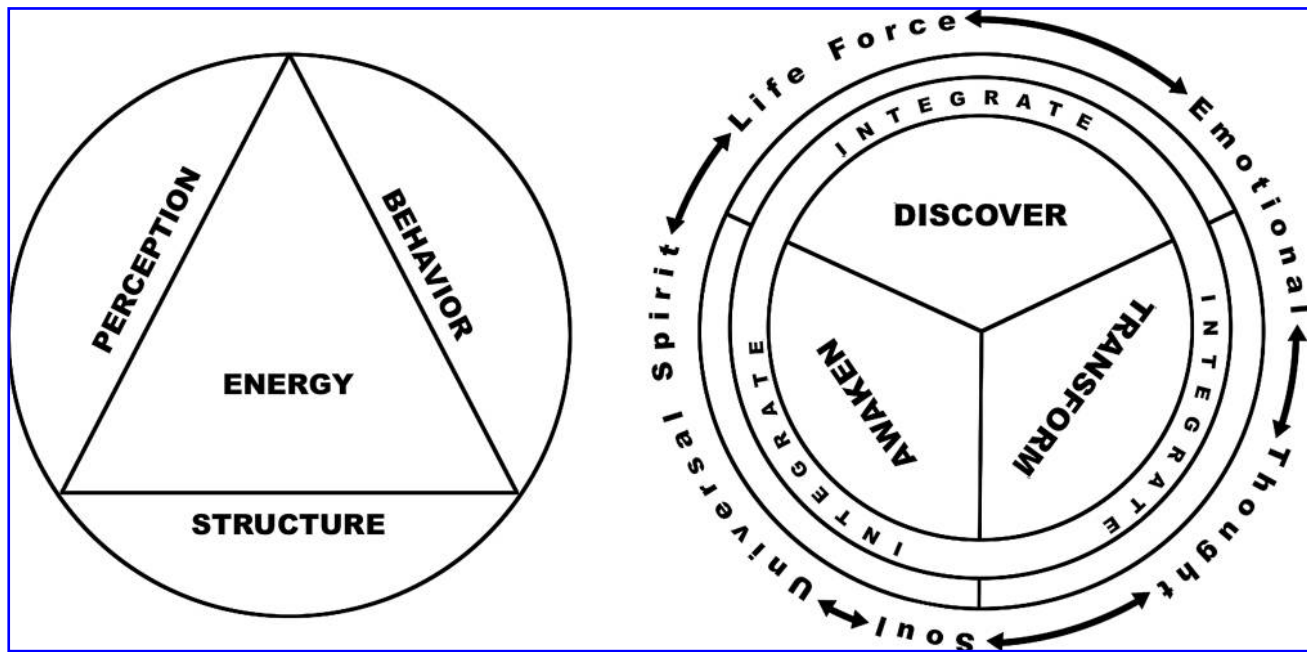 PERCEPTION
BEHAVIOR
ENERGY
STRUCTURE
Life Force
Emotional
Thought
Soul
Universal Spirit
INTEGRATE
INTEGRATE
INTEGRATE
DISCOVER
TRANSFORM
AWAKEN